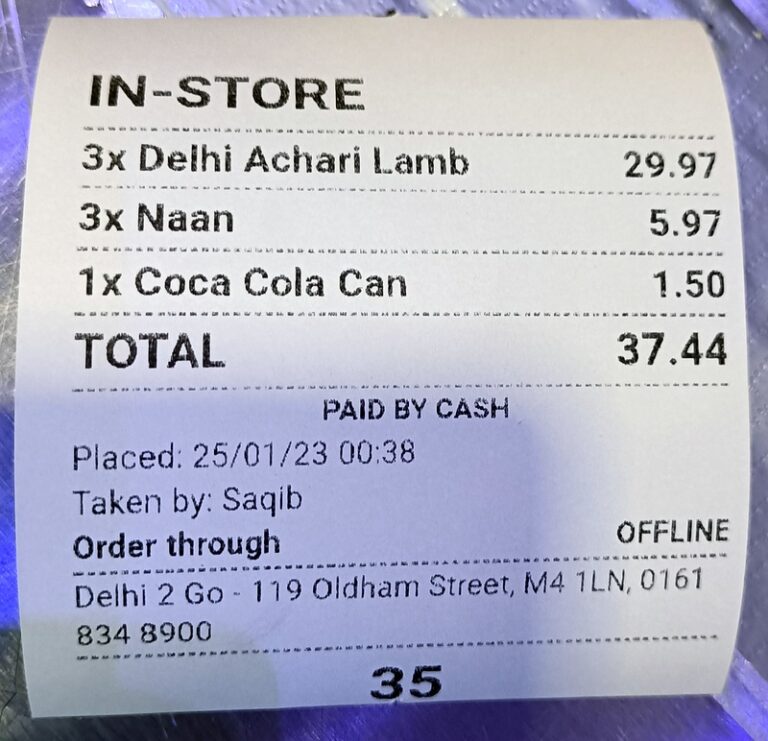 IN-STORE
3x Delhi Achari Lamb 29.97
3x Naan 5.97
1x Coca Cola Can 1.50
TOTAL 37.44
PAID BY CASH
Placed: 25/01/23 00:38
Taken by: Saqib
Order through OFFLINE
Delhi 2 Go - 119 Oldham Street, M4 1LN, 0161
834 8900
35